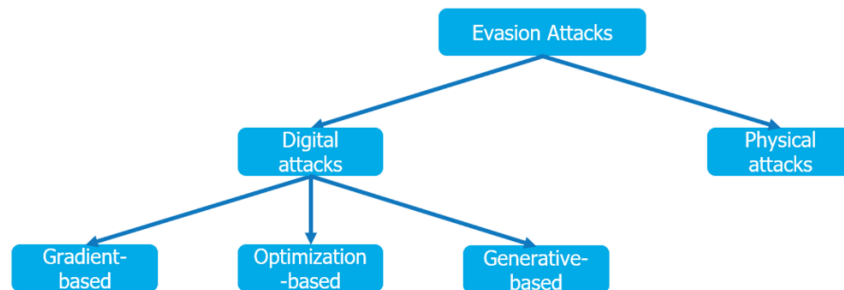 Evasion Attacks
Digital
attacks
Physical
attacks
Gradient-
based
Optimization
-based
Generative-
based